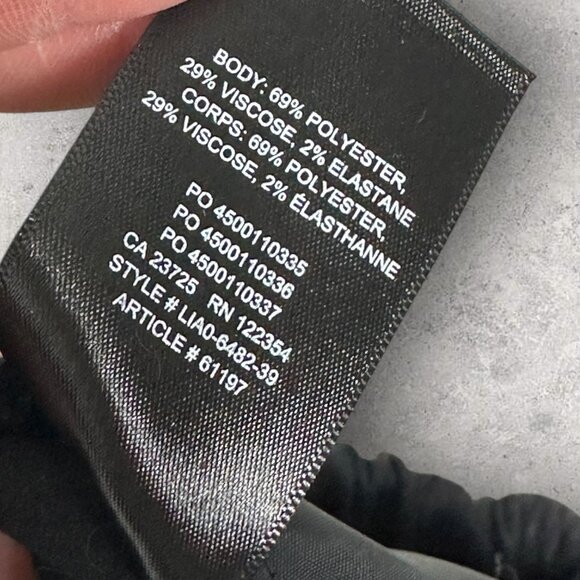 BODY: 69% POLYESTER,
29% VISCOSE, 2% ELASTANE
CORPS: 69% POLYESTER,
29% VISCOSE, 2% ÉLASTHANNE
PO 4500110335
PO 4500110336
PO 4500110337
CA 23725 RN 122354
STYLE # LIA0-6482-39
ARTICLE # 61197